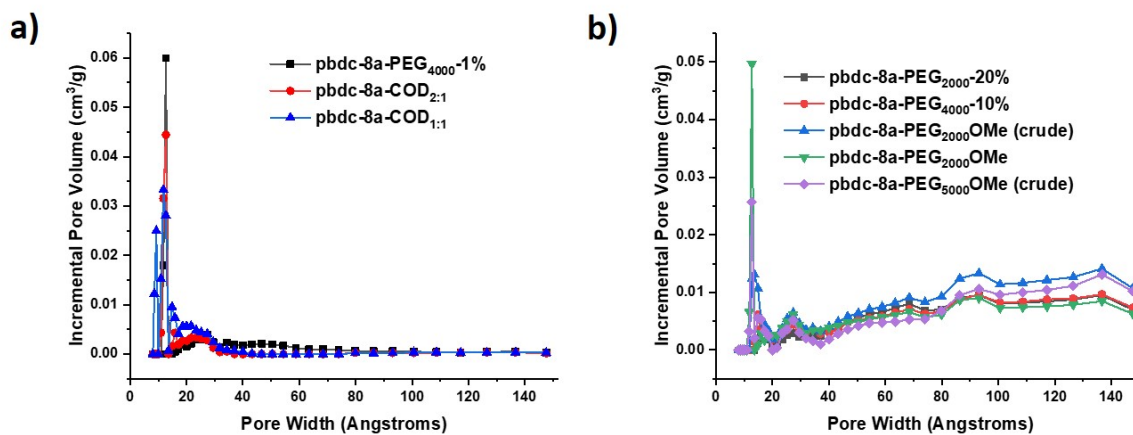 a)
Incremental Pore Volume (cm³/g)
0.06
0.05
0.04
0.03
0.02
0.01
0.00
pbdc-8a-PEG₄₀₀₀-1%
pbdc-8a-COD₂:₁
pbdc-8a-COD₁:₁
0 20 40 60 80 100 120 140
Pore Width (Angstroms)
b)
Incremental Pore Volume (cm³/g)
0.05
0.04
0.03
0.02
0.01
0.00
pbdc-8a-PEG₂₀₀₀-20%
pbdc-8a-PEG₄₀₀₀-10%
pbdc-8a-PEG₂₀₀₀OMe (crude)
pbdc-8a-PEG₂₀₀₀OMe
pbdc-8a-PEG₅₀₀₀OMe (crude)
0 20 40 60 80 100 120 140
Pore Width (Angstroms)